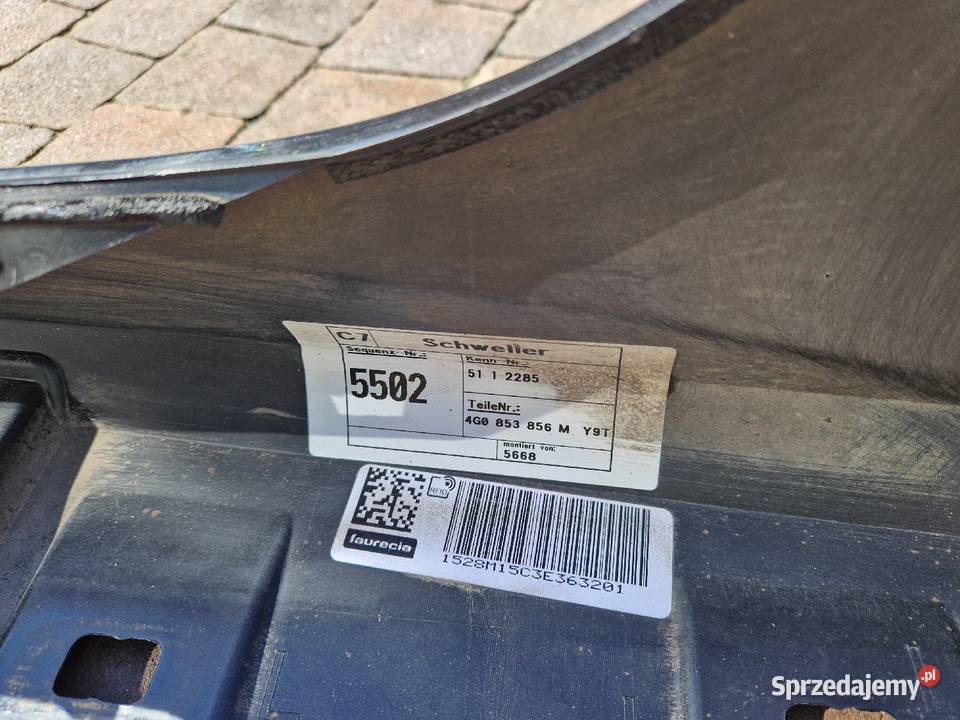 C7 Schweller
Sequenz-Nr.:
5502
Kenn-Nr.:
51 1 2285
TeileNr.:
4G0 853 856 M Y9T
montiert von:
5668
RFID
faurecia
1528M15C3E363201
Sprzedajemy.pl